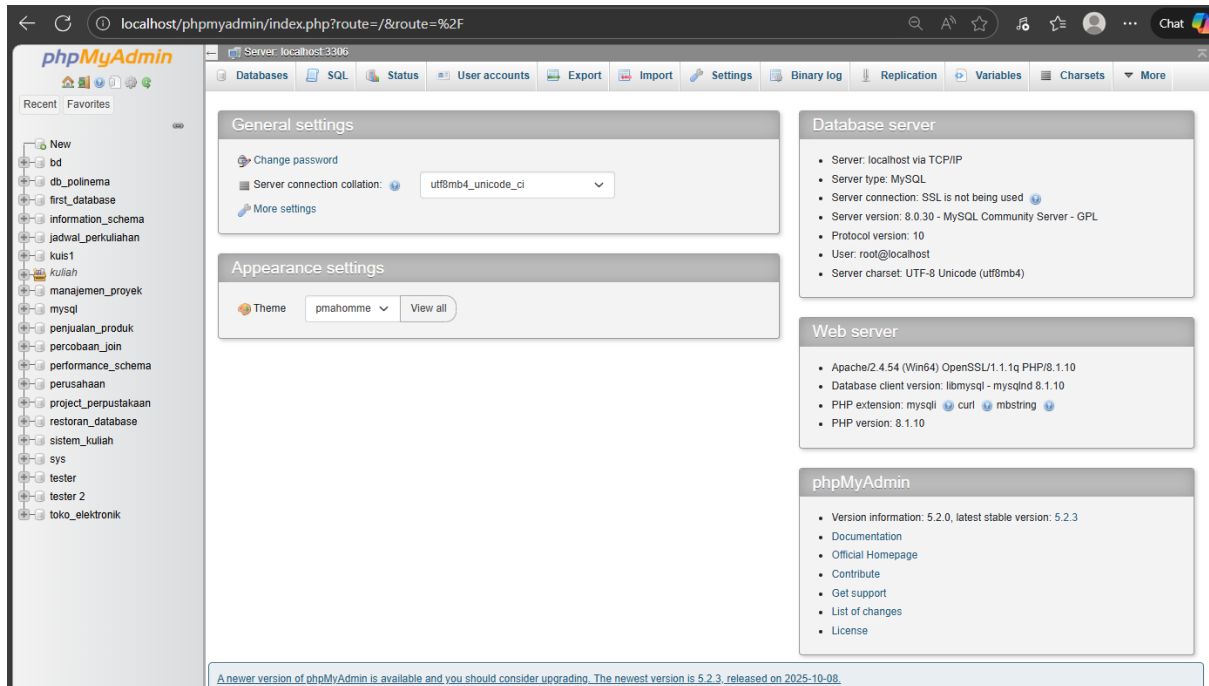 localhost/phpmyadmin/index.php?route=/&route=%2F
Chat
phpMyAdmin
Recent Favorites
New
bd
db_polinema
first_database
information_schema
jadwal_perkuliahan
kuis1
kuliah
manajemen_proyek
mysql
penjualan_produk
percobaan_join
performance_schema
perusahaan
project_perpustakaan
restoran_database
sistem_kuliah
sys
tester
tester 2
toko_elektronik
Server: localhost:3306
Databases SQL Status User accounts Export Import Settings Binary log Replication Variables Charsets More
General settings
Change password
Server connection collation: utf8mb4_unicode_ci
More settings
Appearance settings
Theme pmahomme View all
Database server
Server: localhost via TCP/IP
Server type: MySQL
Server connection: SSL is not being used
Server version: 8.0.30 - MySQL Community Server - GPL
Protocol version: 10
User: root@localhost
Server charset: UTF-8 Unicode (utf8mb4)
Web server
Apache/2.4.54 (Win64) OpenSSL/1.1.1q PHP/8.1.10
Database client version: libmysql - mysqlnd 8.1.10
PHP extension: mysqli curl mbstring
PHP version: 8.1.10
phpMyAdmin
Version information: 5.2.0, latest stable version: 5.2.3
Documentation
Official Homepage
Contribute
Get support
List of changes
License
A newer version of phpMyAdmin is available and you should consider upgrading. The newest version is 5.2.3, released on 2025-10-08.